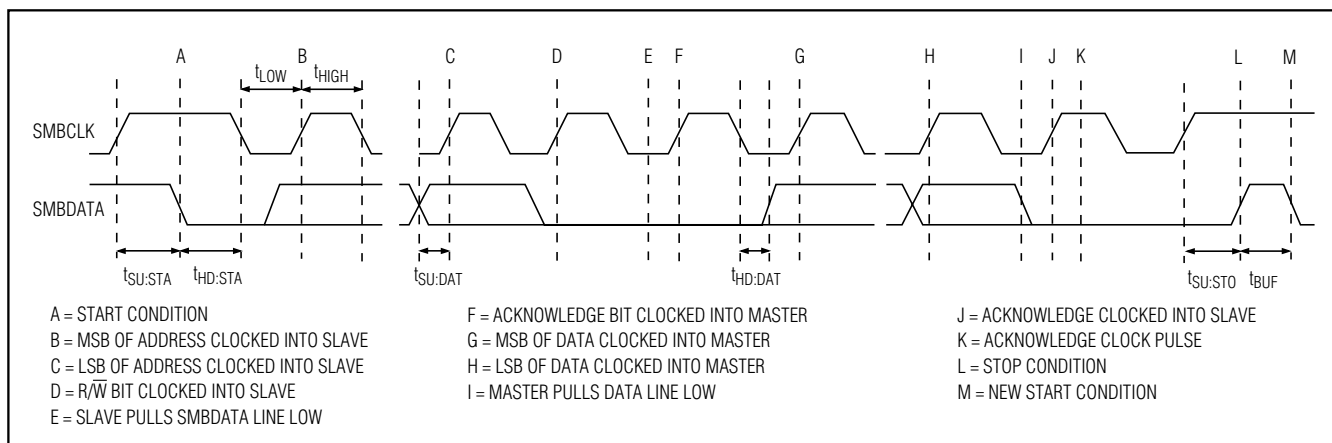 A B C D E F G H I J K L M
tLOW tHIGH
SMBCLK
SMBDATA
tSU:STA tHD:STA tSU:DAT tHD:DAT tSU:STO tBUF
A = START CONDITION
B = MSB OF ADDRESS CLOCKED INTO SLAVE
C = LSB OF ADDRESS CLOCKED INTO SLAVE
D = R/W̅ BIT CLOCKED INTO SLAVE
E = SLAVE PULLS SMBDATA LINE LOW
F = ACKNOWLEDGE BIT CLOCKED INTO MASTER
G = MSB OF DATA CLOCKED INTO MASTER
H = LSB OF DATA CLOCKED INTO MASTER
I = MASTER PULLS DATA LINE LOW
J = ACKNOWLEDGE CLOCKED INTO SLAVE
K = ACKNOWLEDGE CLOCK PULSE
L = STOP CONDITION
M = NEW START CONDITION